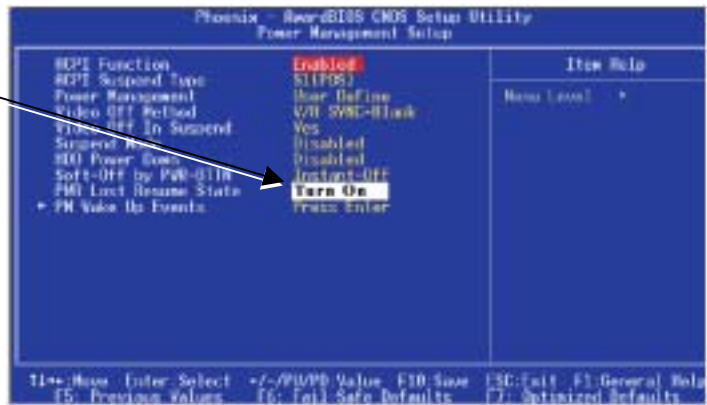 Phoenix - AwardBIOS CMOS Setup Utility
Power Management Setup
ACPI Function Enabled
ACPI Suspend Type S1(POS)
Power Management User Define
Video Off Method V/H SYNC+Blank
Video Off In Suspend Yes
Suspend Mode Disabled
HDD Power Down Disabled
Soft-Off by PWR-BTTN Instant-Off
PWR Lost Resume State Turn On
PM Wake Up Events Press Enter
Item Help
Menu Level
:Move Enter:Select +/-/PU/PD:Value F10:Save ESC:Exit F1:General Help
F5: Previous Values F6: Fail Safe Defaults F7: Optimized Defaults